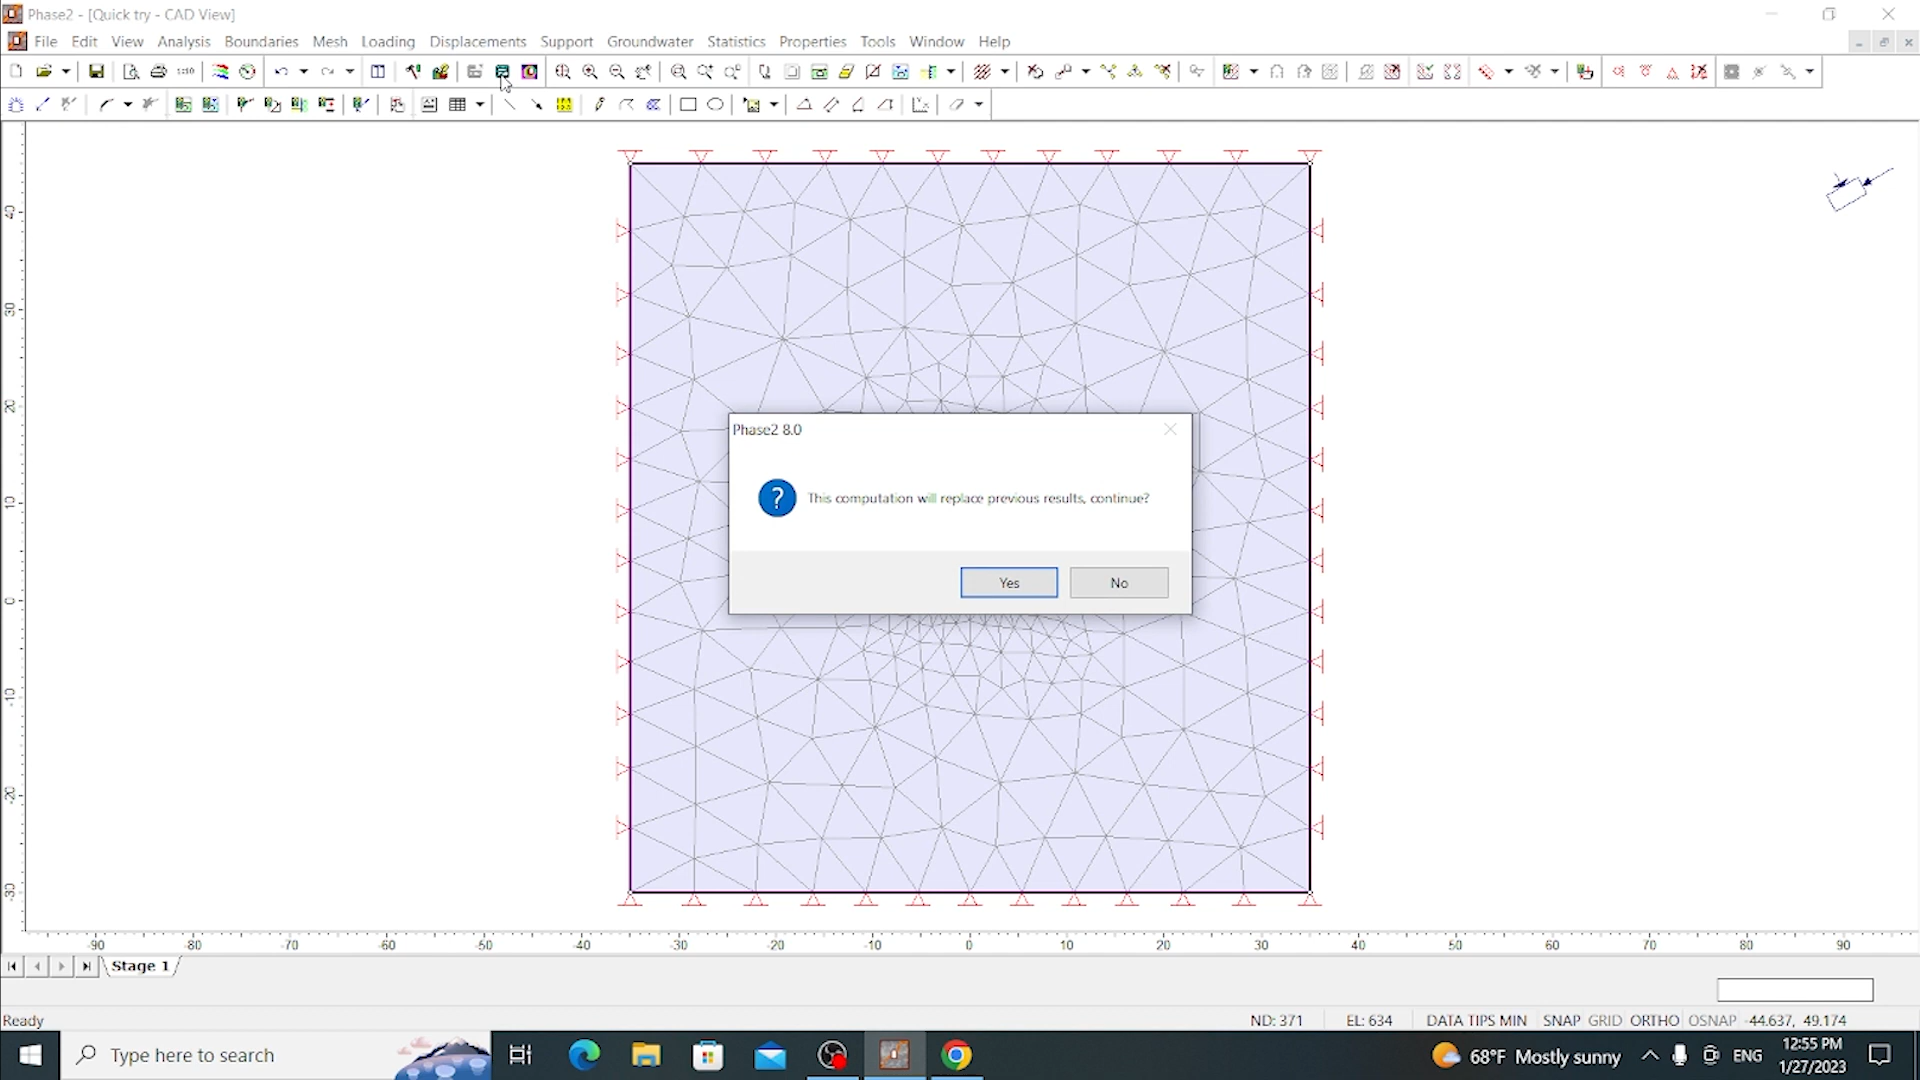 Phase2 - [Quick try - CAD View]
File Edit View Analysis Boundaries Mesh Loading Displacements Support Groundwater Statistics Properties Tools Window Help
1:10
40
30
20
10
0
-10
-20
-30
Phase2 8.0
This computation will replace previous results, continue?
Yes No
-90 -80 -70 -60 -50 -40 -30 -20 -10 0 10 20 30 40 50 60 70 80 90
Stage 1
Ready ND: 371 EL: 634 DATA TIPS MIN SNAP GRID ORTHO OSNAP -44.637, 49.174
Type here to search 68°F Mostly sunny ENG 12:55 PM
1/27/2023